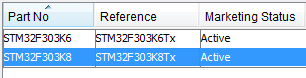 Part No Reference Marketing Status
STM32F303K6 STM32F303K6Tx Active
STM32F303K8 STM32F303K8Tx Active